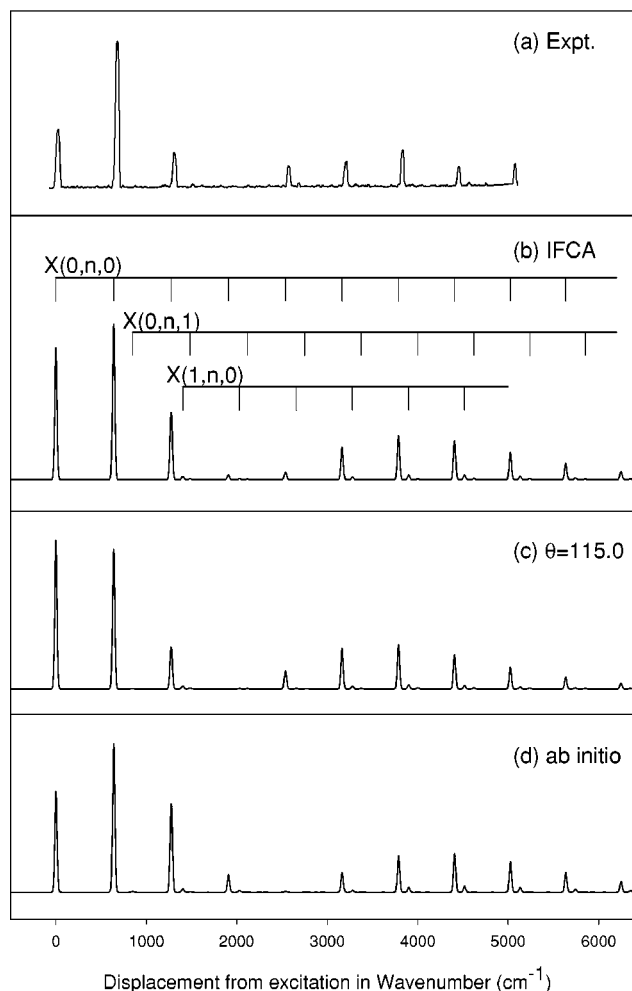 (a) Expt.
(b) IFCA
X(0,n,0)
X(0,n,1)
X(1,n,0)
(c) θ=115.0
(d) ab initio
0 1000 2000 3000 4000 5000 6000
Displacement from excitation in Wavenumber (cm⁻¹)